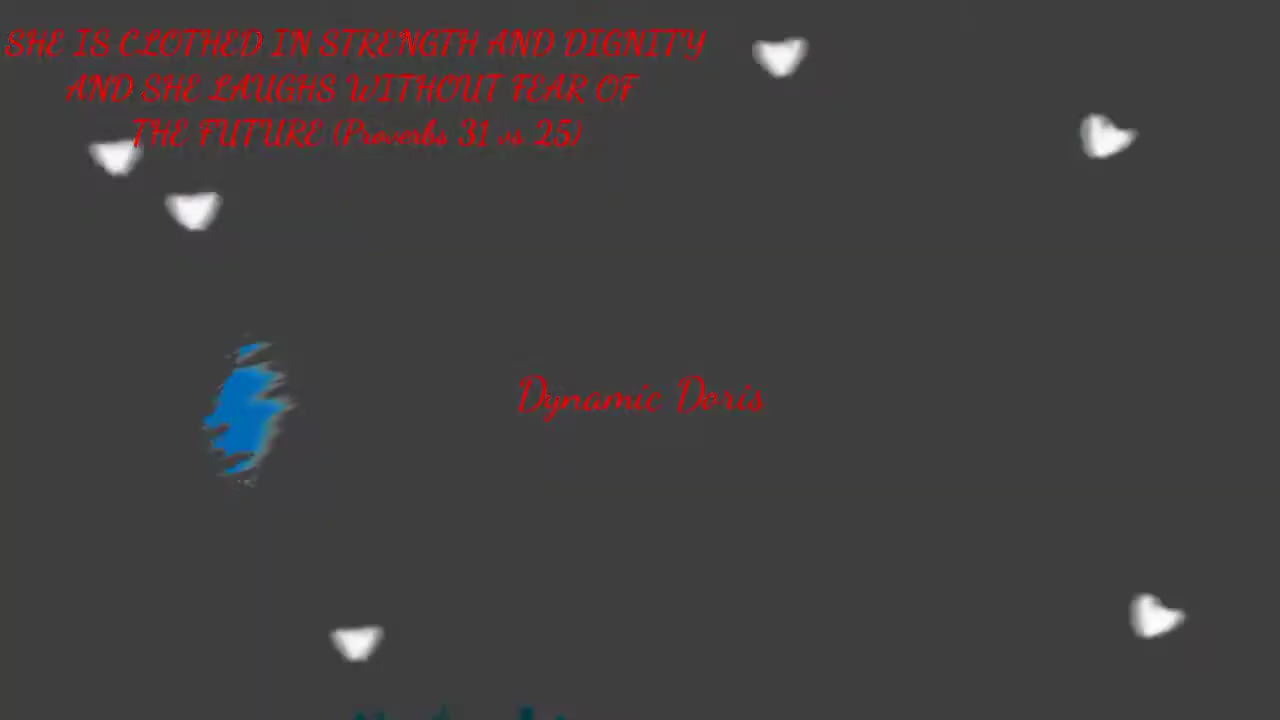 SHE IS CLOTHED IN STRENGTH AND DIGNITY
AND SHE LAUGHS WITHOUT FEAR OF
THE FUTURE (Proverbs 31 vs 25)
Dynamic Doris